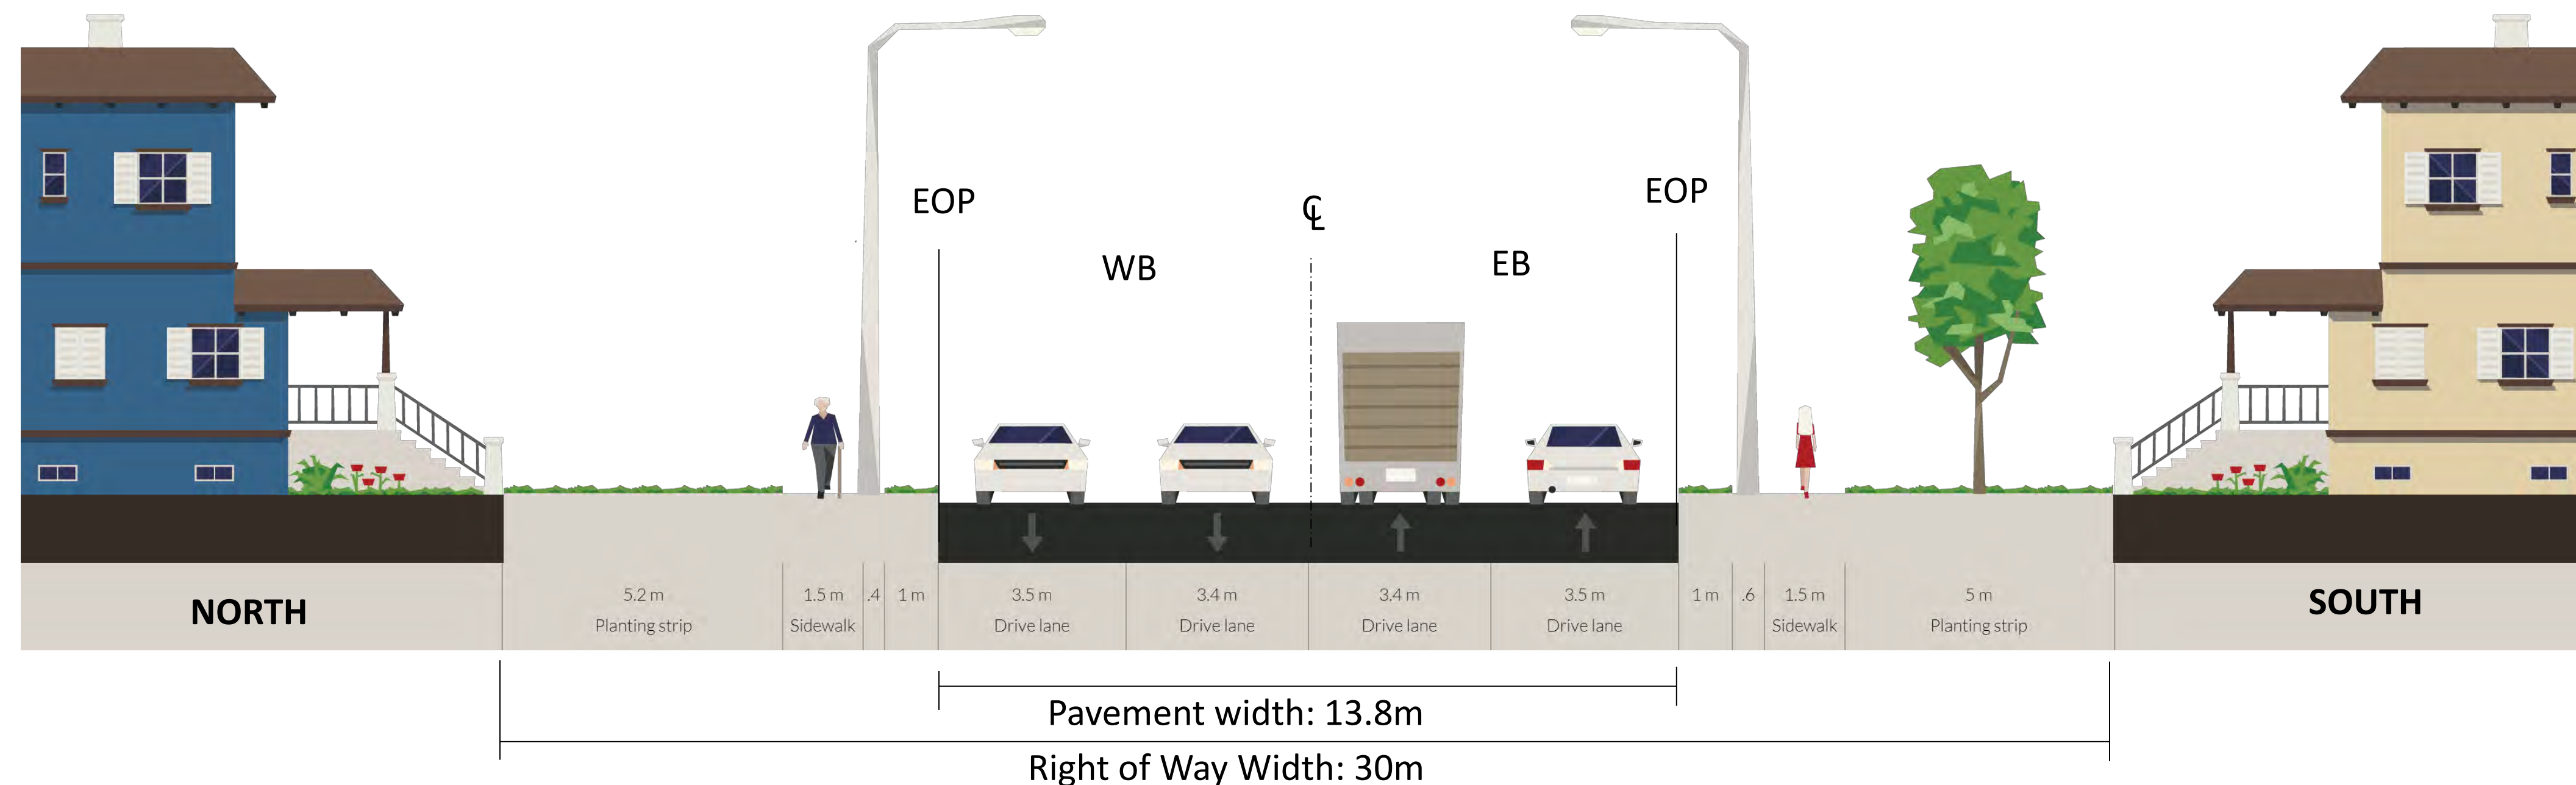 EOP
EOP
℄
WB
EB
5.2 m
Planting strip
1.5 m
Sidewalk
.4
1 m
3.5 m
Drive lane
3.4 m
Drive lane
3.4 m
Drive lane
3.5 m
Drive lane
1 m
.6
1.5 m
Sidewalk
5 m
Planting strip
NORTH
SOUTH
Pavement width: 13.8m
Right of Way Width: 30m